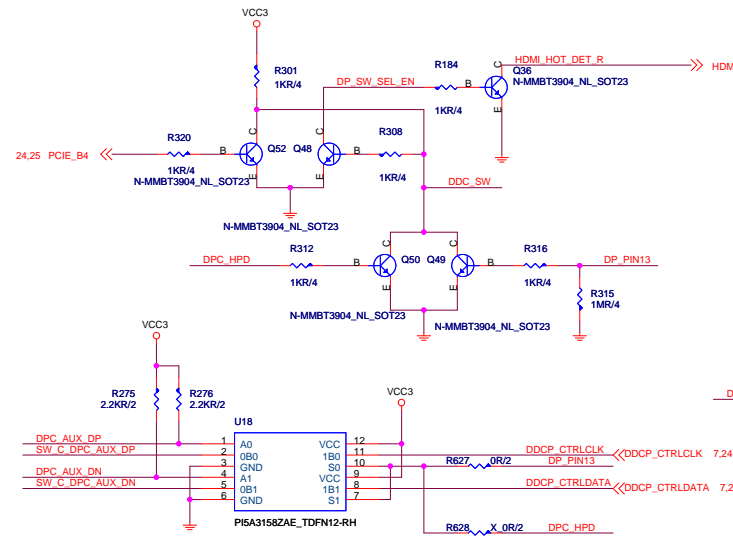 VCC3
R301
1KR/4
DP_SW_SEL_EN
R184
1KR/4
C
B
E
Q36
HDMI_HOT_DET_R
HDM
N-MMBT3904_NL_SOT23
24,25 PCIE_B4
R320
1KR/4
B
C
E
Q52
N-MMBT3904_NL_SOT23
Q48
C
B
E
R308
1KR/4
N-MMBT3904_NL_SOT23
DDC_SW
DPC_HPD
R312
1KR/4
B
C
E
Q50
N-MMBT3904_NL_SOT23
Q49
C
B
E
R316
1KR/4
DP_PIN13
R315
1MR/4
N-MMBT3904_NL_SOT23
VCC3
R275
2.2KR/2
R276
2.2KR/2
VCC3
U18
DPC_AUX_DP
SW_C_DPC_AUX_DP
DPC_AUX_DN
SW_C_DPC_AUX_DN
1 A0 VCC 12
2 0B0 1B0 11
3 GND S0 10
4 A1 VCC 9
5 0B1 1B1 8
6 GND S1 7
PI5A3158ZAE_TDFN12-RH
DDCP_CTRLCLK
DDCP_CTRLCLK 7,24
R627 0R/2
DP_PIN13
DDCP_CTRLDATA
DDCP_CTRLDATA 7,2
R628 X_0R/2
DPC_HPD
D